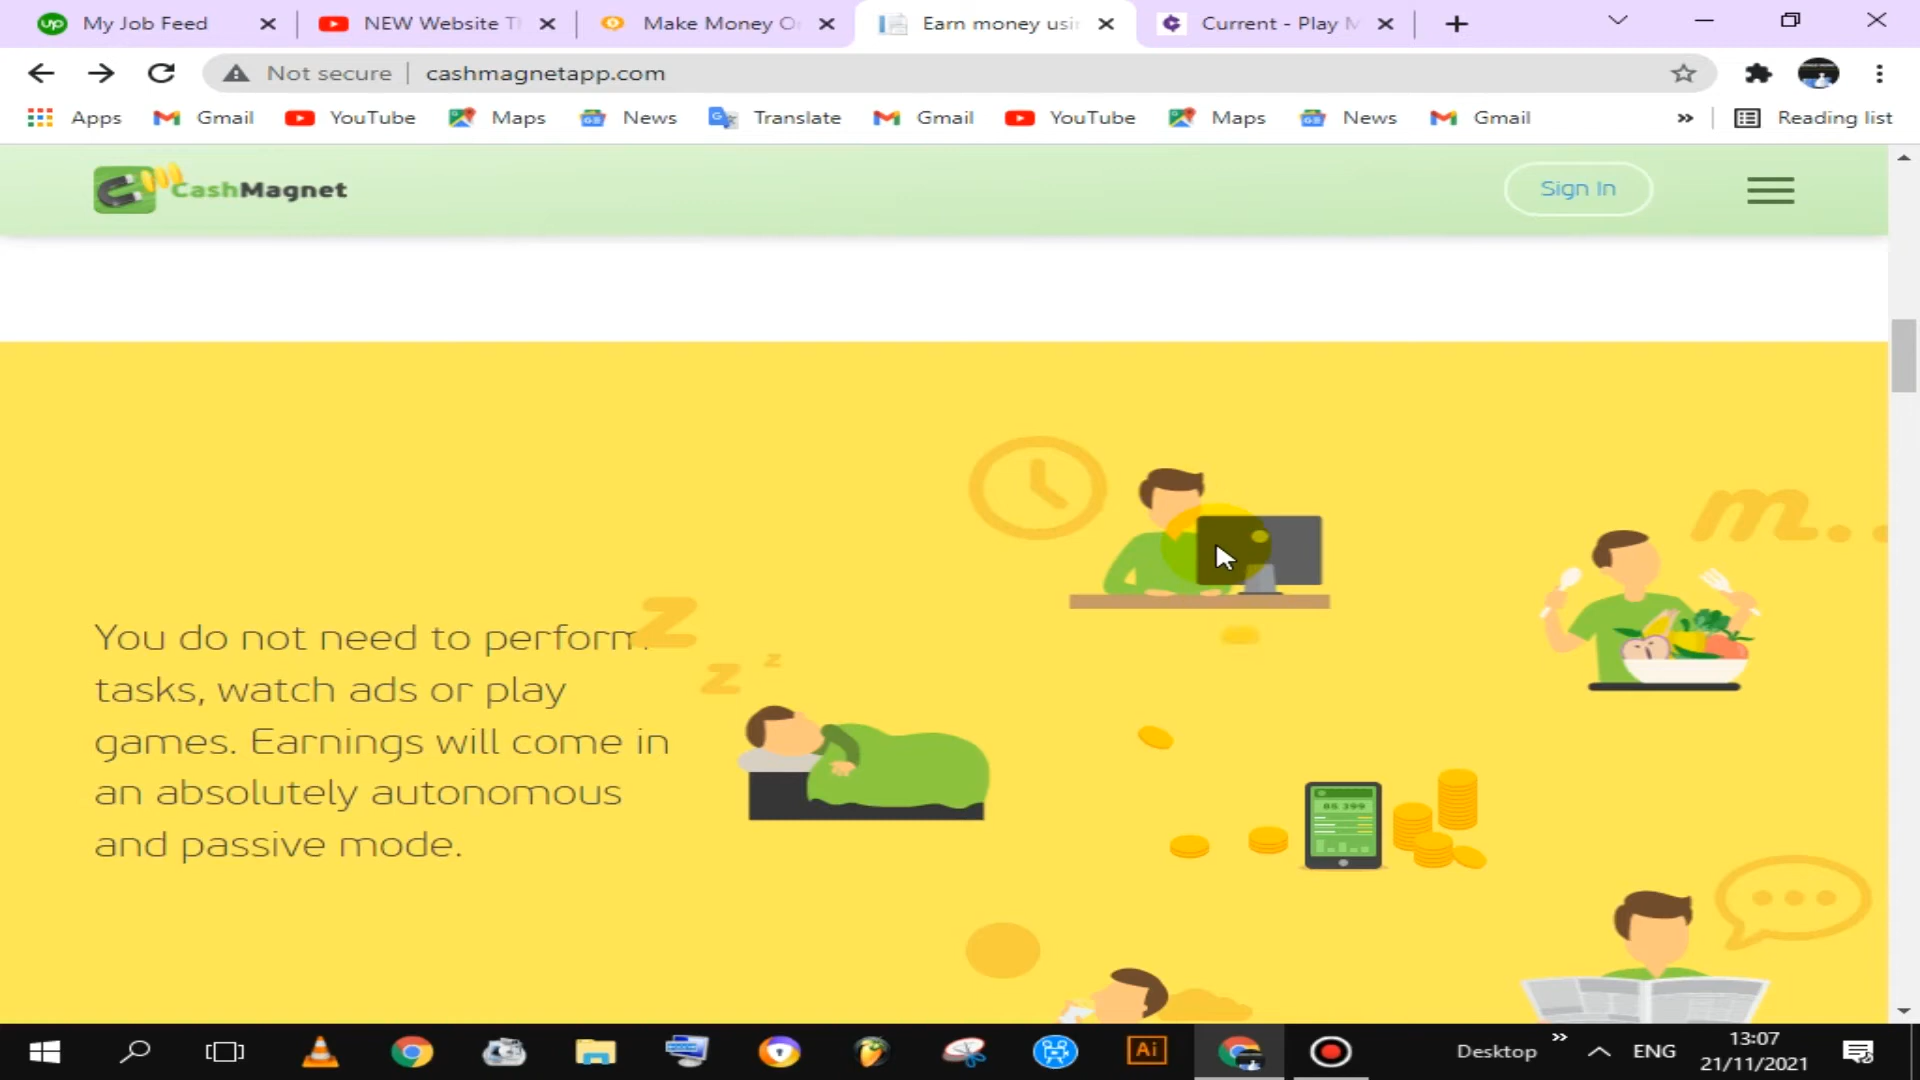 My Job Feed
NEW Website T
Make Money O
Earn money usi
Current - Play M
Not secure
cashmagnetapp.com
Apps
Gmail
YouTube
Maps
News
Translate
Gmail
YouTube
Maps
News
Gmail
»
Reading list
CashMagnet
Sign In
m...
You do not need to perform
tasks, watch ads or play
games. Earnings will come in
an absolutely autonomous
and passive mode.
z
z
z
Ai
Desktop
»
ENG
13:07
21/11/2021